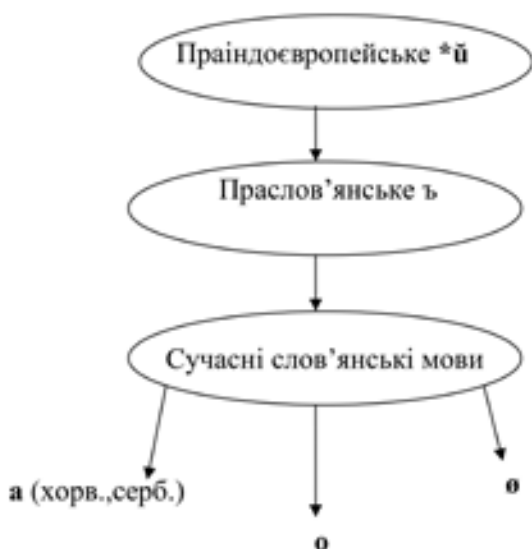 Праіндоєвропейське *ŭ
Праслов’янське ъ
Сучасні слов’янські мови
а (хорв.,серб.)
ø
о